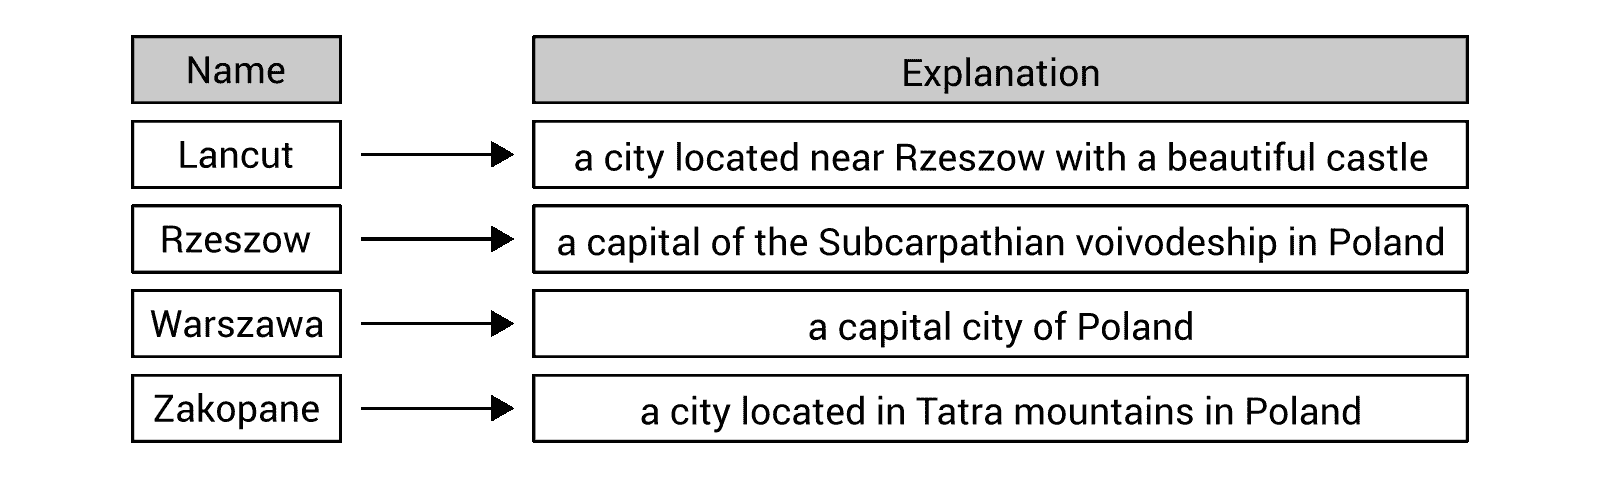 Name Explanation
Lancut a city located near Rzeszow with a beautiful castle
Rzeszow a capital of the Subcarpathian voivodeship in Poland
Warszawa a capital city of Poland
Zakopane a city located in Tatra mountains in Poland